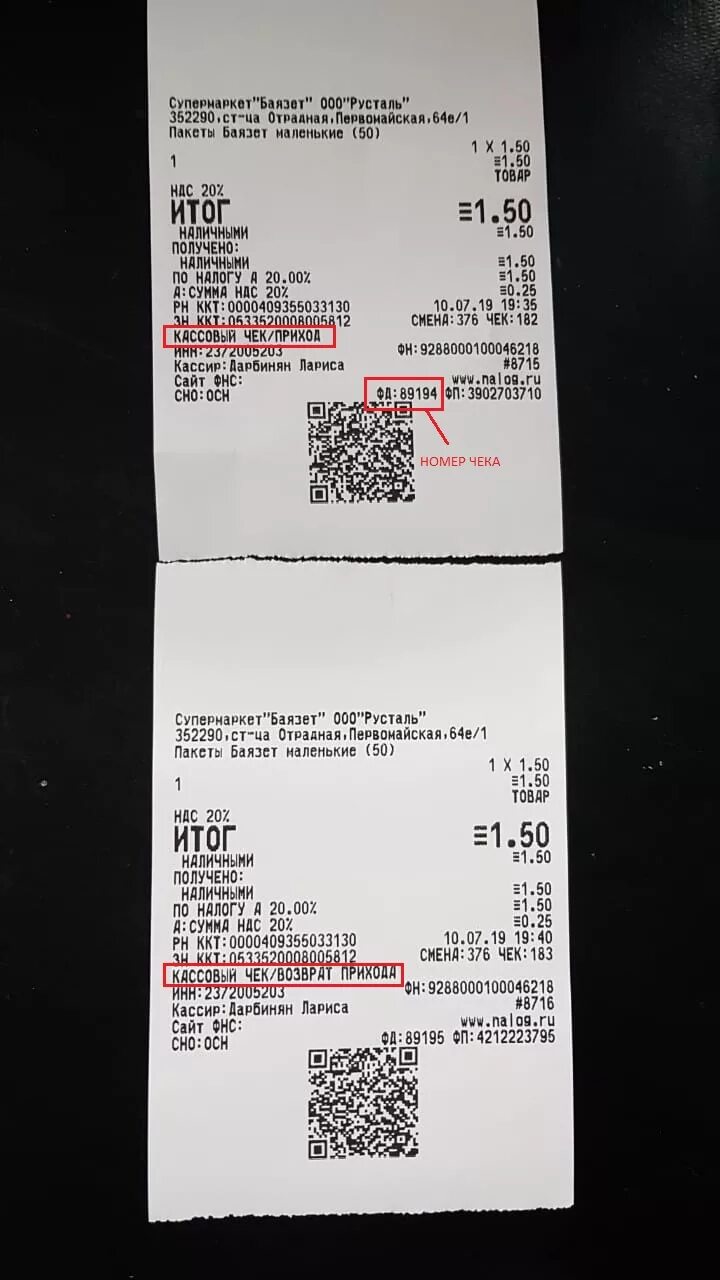 Супермаркет"Баязет" ООО"Русталь"
352290,ст-ца Отрадная,Первомайская,64е/1
Пакеты Баязет маленькие (50)
1 X 1.50
1 ≡1.50
ТОВАР
НДС 20%
ИТОГ ≡1.50
НАЛИЧНЫМИ ≡1.50
ПОЛУЧЕНО:
НАЛИЧНЫМИ ≡1.50
ПО НАЛОГУ А 20.00% ≡1.50
А:СУММА НДС 20% ≡0.25
РН ККТ:0000409355033130 10.07.19 19:35
ЗН ККТ:0533520008005812 СМЕНА:376 ЧЕК:182
КАССОВЫЙ ЧЕК/ПРИХОД
ИНН:2372005203 ФН:9288000100046218
Кассир:Дарбинян Лариса #8715
Сайт ФНС: www.nalog.ru
СНО:ОСН ФД:89194 ФП:3902703710
НОМЕР ЧЕКА
Супермаркет"Баязет" ООО"Русталь"
352290,ст-ца Отрадная,Первомайская,64е/1
Пакеты Баязет маленькие (50)
1 X 1.50
1 ≡1.50
ТОВАР
НДС 20%
ИТОГ ≡1.50
НАЛИЧНЫМИ ≡1.50
ПОЛУЧЕНО:
НАЛИЧНЫМИ ≡1.50
ПО НАЛОГУ А 20.00% ≡1.50
А:СУММА НДС 20% ≡0.25
РН ККТ:0000409355033130 10.07.19 19:40
ЗН ККТ:0533520008005812 СМЕНА:376 ЧЕК:183
КАССОВЫЙ ЧЕК/ВОЗВРАТ ПРИХОДА
ИНН:2372005203 ФН:9288000100046218
Кассир:Дарбинян Лариса #8716
Сайт ФНС: www.nalog.ru
СНО:ОСН ФД:89195 ФП:4212223795